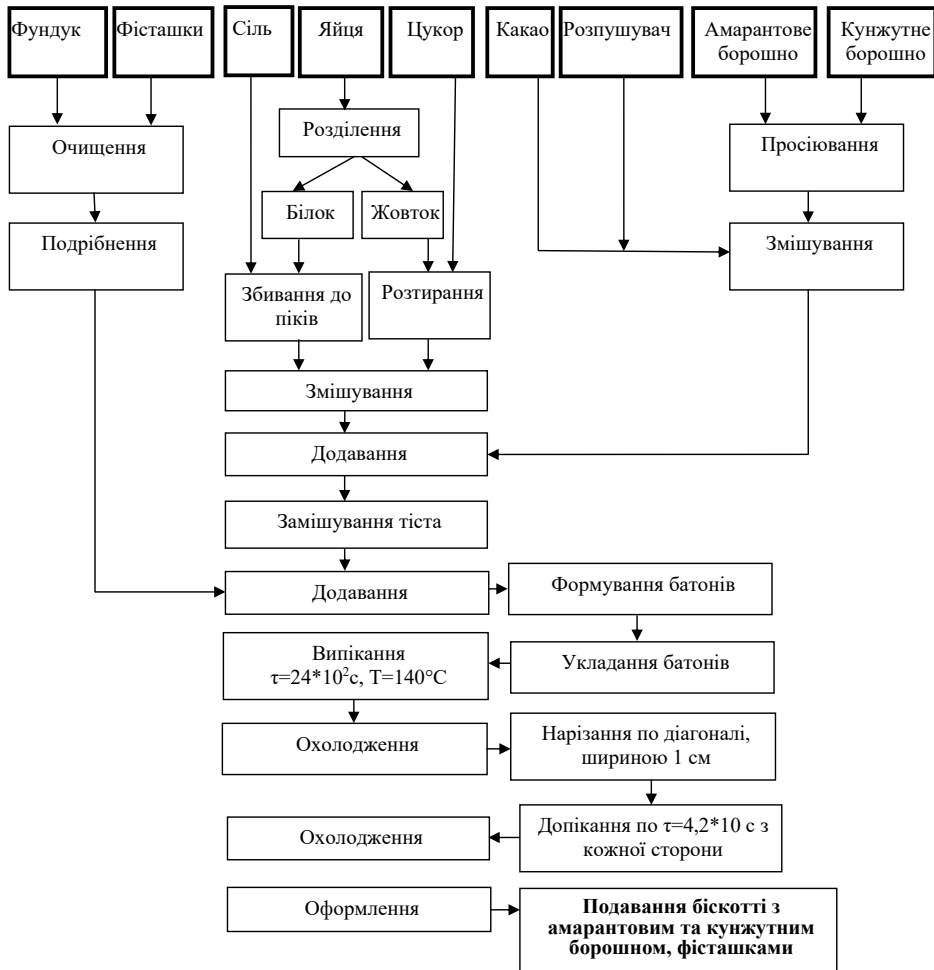 Фундук
Фісташки
Сіль
Яйця
Цукор
Какао
Розпушувач
Амарантове
борошно
Кунжутне
борошно
Очищення
Розділення
Просіювання
Білок
Жовток
Подрібнення
Змішування
Збивання до
піків
Розтирання
Змішування
Додавання
Замішування тіста
Додавання
Формування батонів
Випікання
τ=24*10²с, Т=140°С
Укладання батонів
Охолодження
Нарізання по діагоналі,
шириною 1 см
Охолодження
Допікання по τ=4,2*10 с з
кожної сторони
Оформлення
Подавання біскотті з
амарантовим та кунжутним
борошном, фісташками